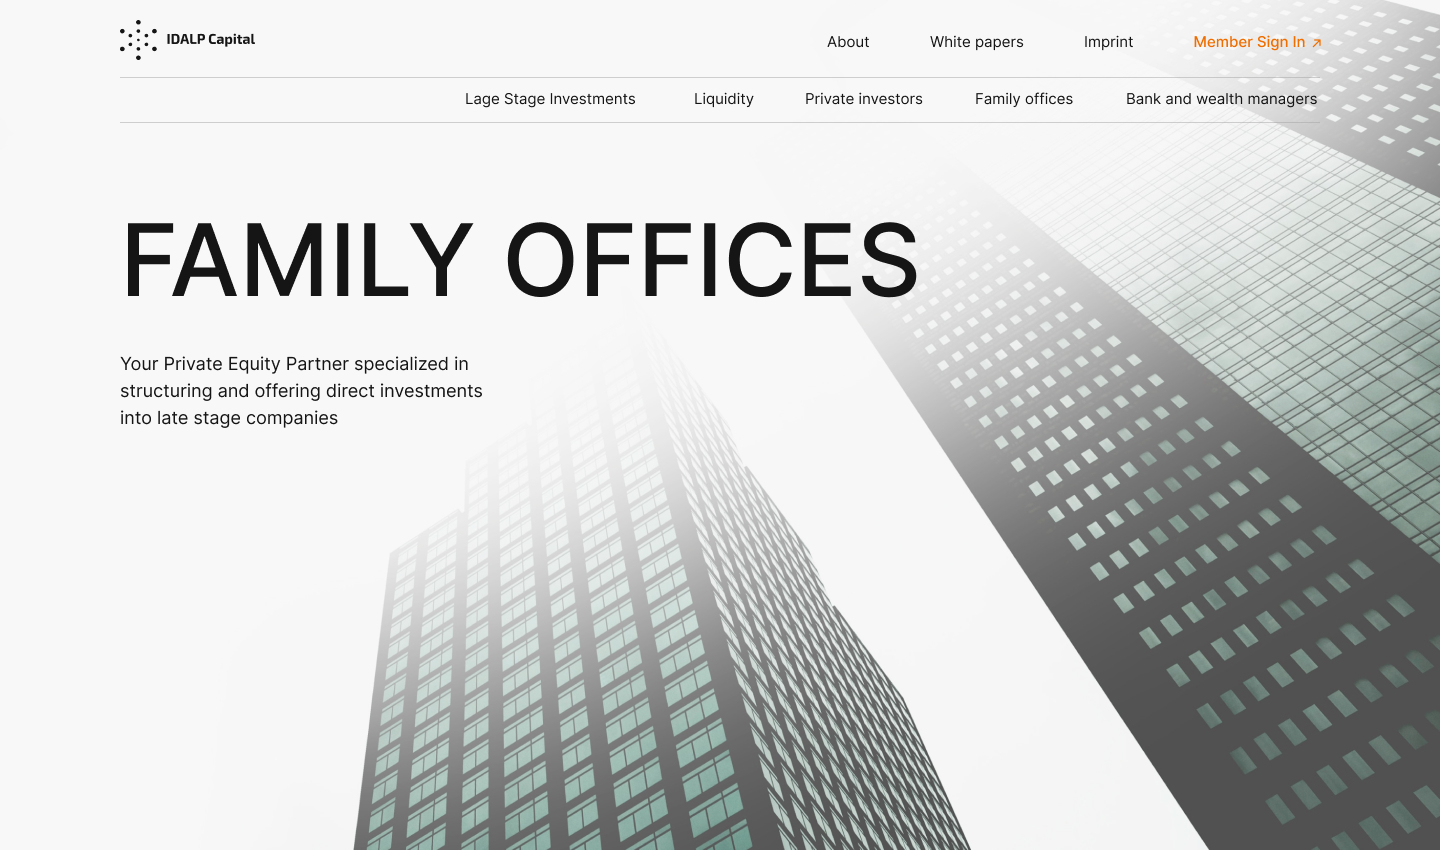 IDALP Capital
About White papers Imprint Member Sign In ↗
Lage Stage Investments Liquidity Private investors Family offices Bank and wealth managers
FAMILY OFFICES
Your Private Equity Partner specialized in
structuring and offering direct investments
into late stage companies